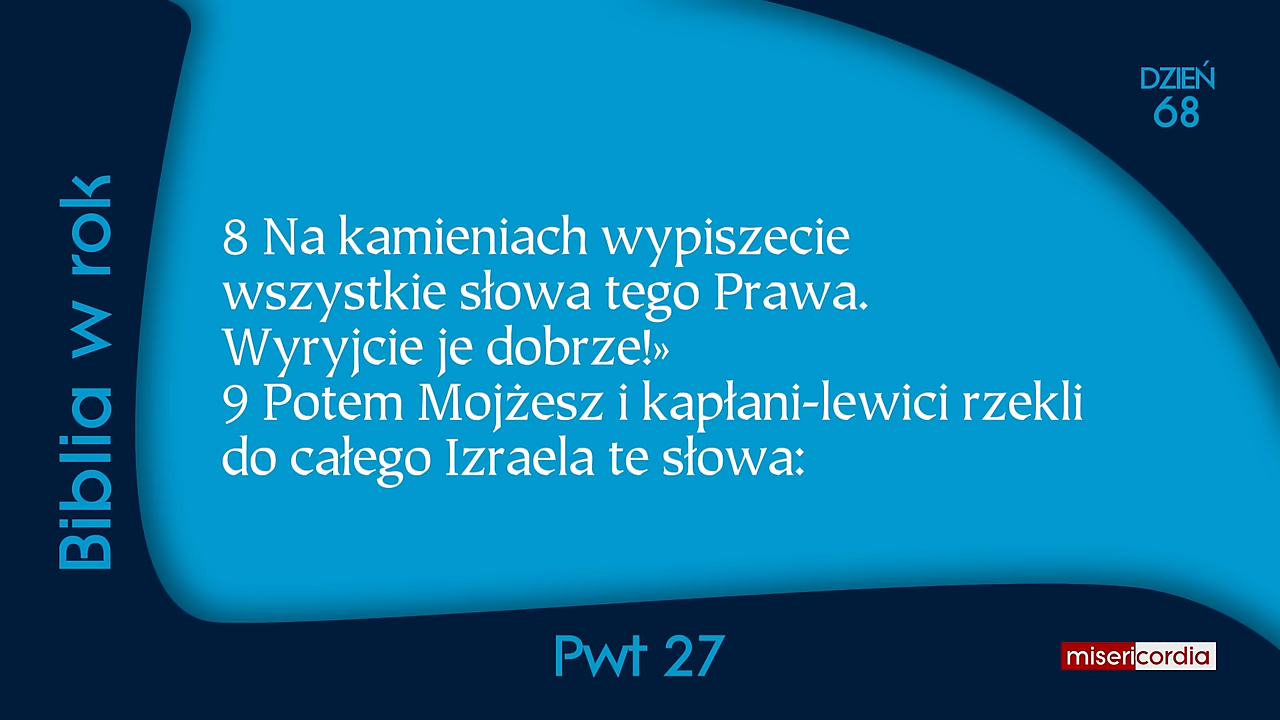 DZIEŃ
68
Biblia w rok
8 Na kamieniach wypiszecie
wszystkie słowa tego Prawa.
Wyryjcie je dobrze!»
9 Potem Mojżesz i kapłani-lewici rzekli
do całego Izraela te słowa:
Pwt 27
misericordia